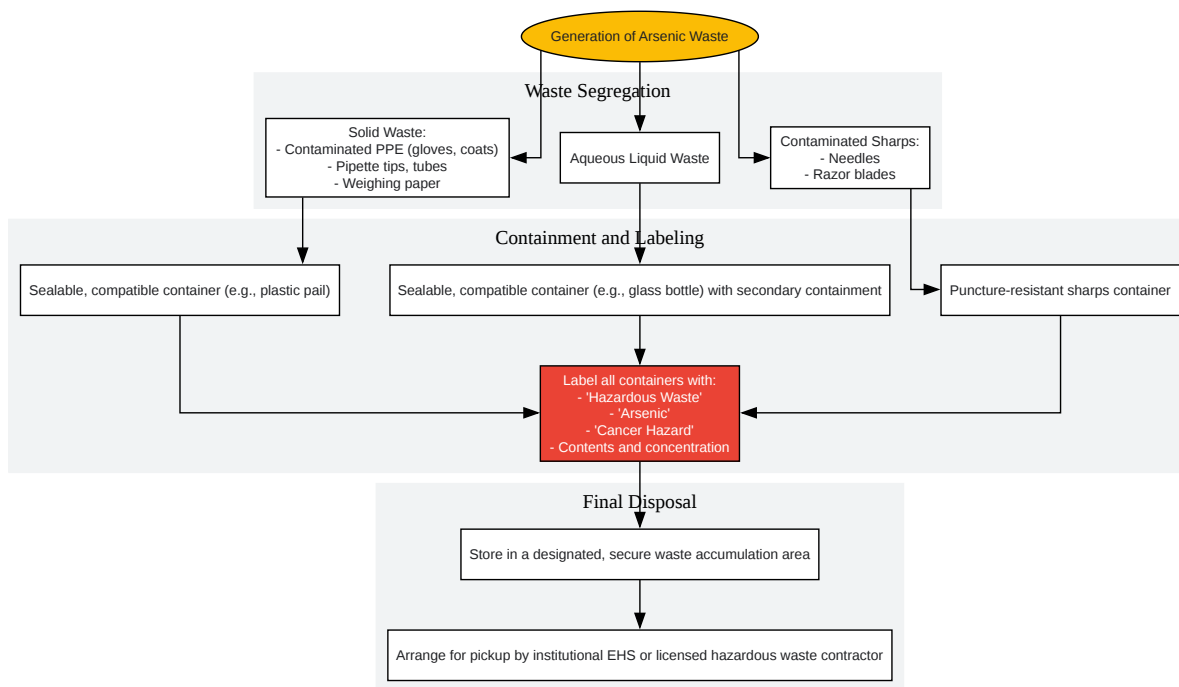 Generation of Arsenic Waste
Waste Segregation
Solid Waste:
- Contaminated PPE (gloves, coats)
- Pipette tips, tubes
- Weighing paper
Aqueous Liquid Waste
Contaminated Sharps:
- Needles
- Razor blades
Containment and Labeling
Sealable, compatible container (e.g., plastic pail)
Sealable, compatible container (e.g., glass bottle) with secondary containment
Puncture-resistant sharps container
Label all containers with:
- 'Hazardous Waste'
- 'Arsenic'
- 'Cancer Hazard'
- Contents and concentration
Final Disposal
Store in a designated, secure waste accumulation area
Arrange for pickup by institutional EHS or licensed hazardous waste contractor